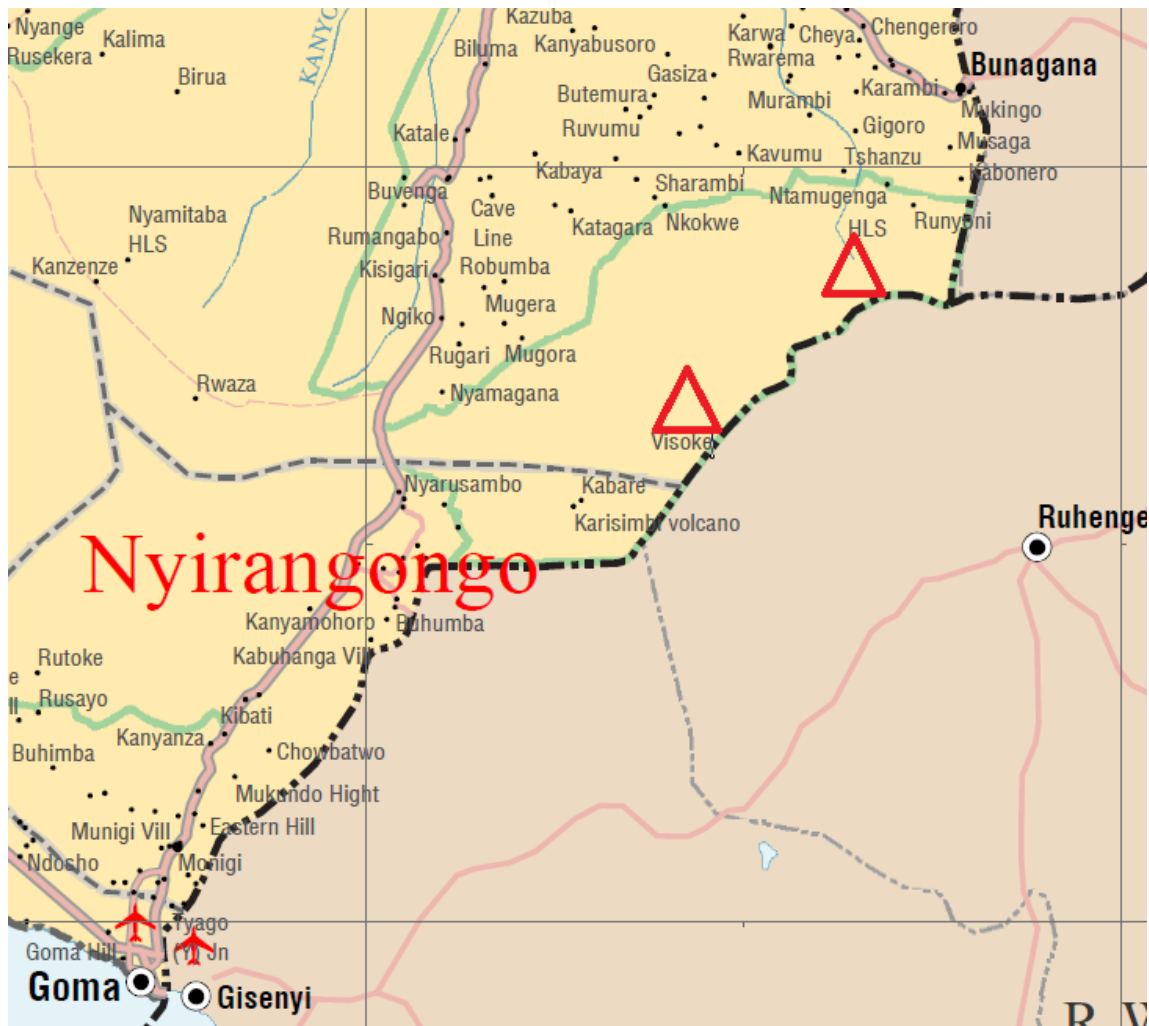 Nyange
Kalima
Rusekera
Birua
KANYO
Kazuba
Biluma
Kanyabusoro
Karwa
Cheya
Chengerero
Rwarema
Gasiza
Bunagana
Butemura
Murambi
Karambi
Mukingo
Ruvumu
Gigoro
Katale
Musaga
Kavumu
Tshanzu
Kabaya
Kabonero
Buvenga
Sharambi
Ntamugenga
Cave
Line
Katagara
Nkokwe
HLS
Runyoni
Nyamitaba
HLS
Rumangabo
Kanzenze
Kisigari
Robumba
Mugera
Ngiko
Rugari
Mugora
Rwaza
Nyamagana
Visoke
Nyarusambo
Kabare
Karisimbi volcano
Ruhenge
Nyirangongo
Kanyamohoro
Buhumba
Kabuhanga Vill
Rutoke
e
ll
Rusayo
Kibati
Kanyanza
Buhimba
Chowbatwo
Mukundo Hight
Munigi Vill
Eastern Hill
Ndosho
Monigi
Tyago
Goma Hill
(Y) Jn
Goma
Gisenyi
R W